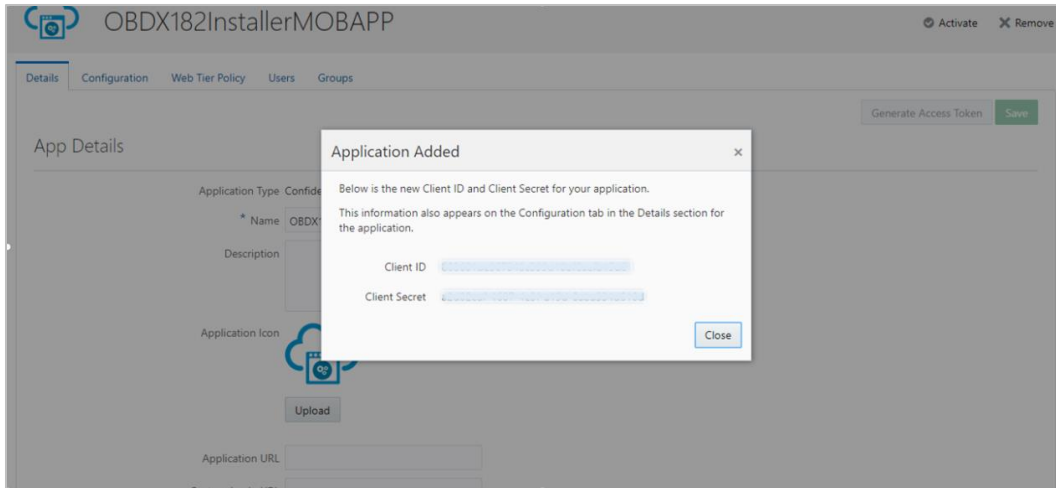 OBDX182InstallerMOBAPP
Activate
Remove
Details Configuration Web Tier Policy Users Groups
Generate Access Token
Save
App Details
Application Added
×
Below is the new Client ID and Client Secret for your application.
This information also appears on the Configuration tab in the Details section for
the application.
Client ID
Client Secret
Close
Application Type Confide
* Name OBDX
Description
Application Icon
Upload
Application URL